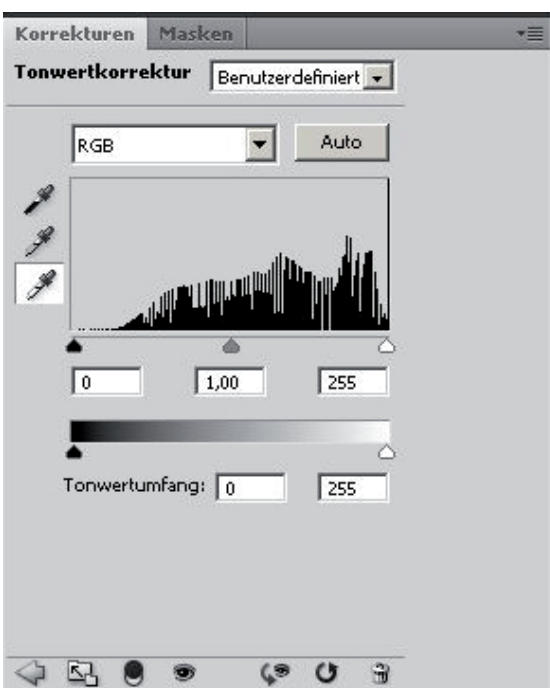 Korrekturen Masken
Tonwertkorrektur Benutzerdefiniert
RGB Auto
0 1,00 255
Tonwertumfang: 0 255